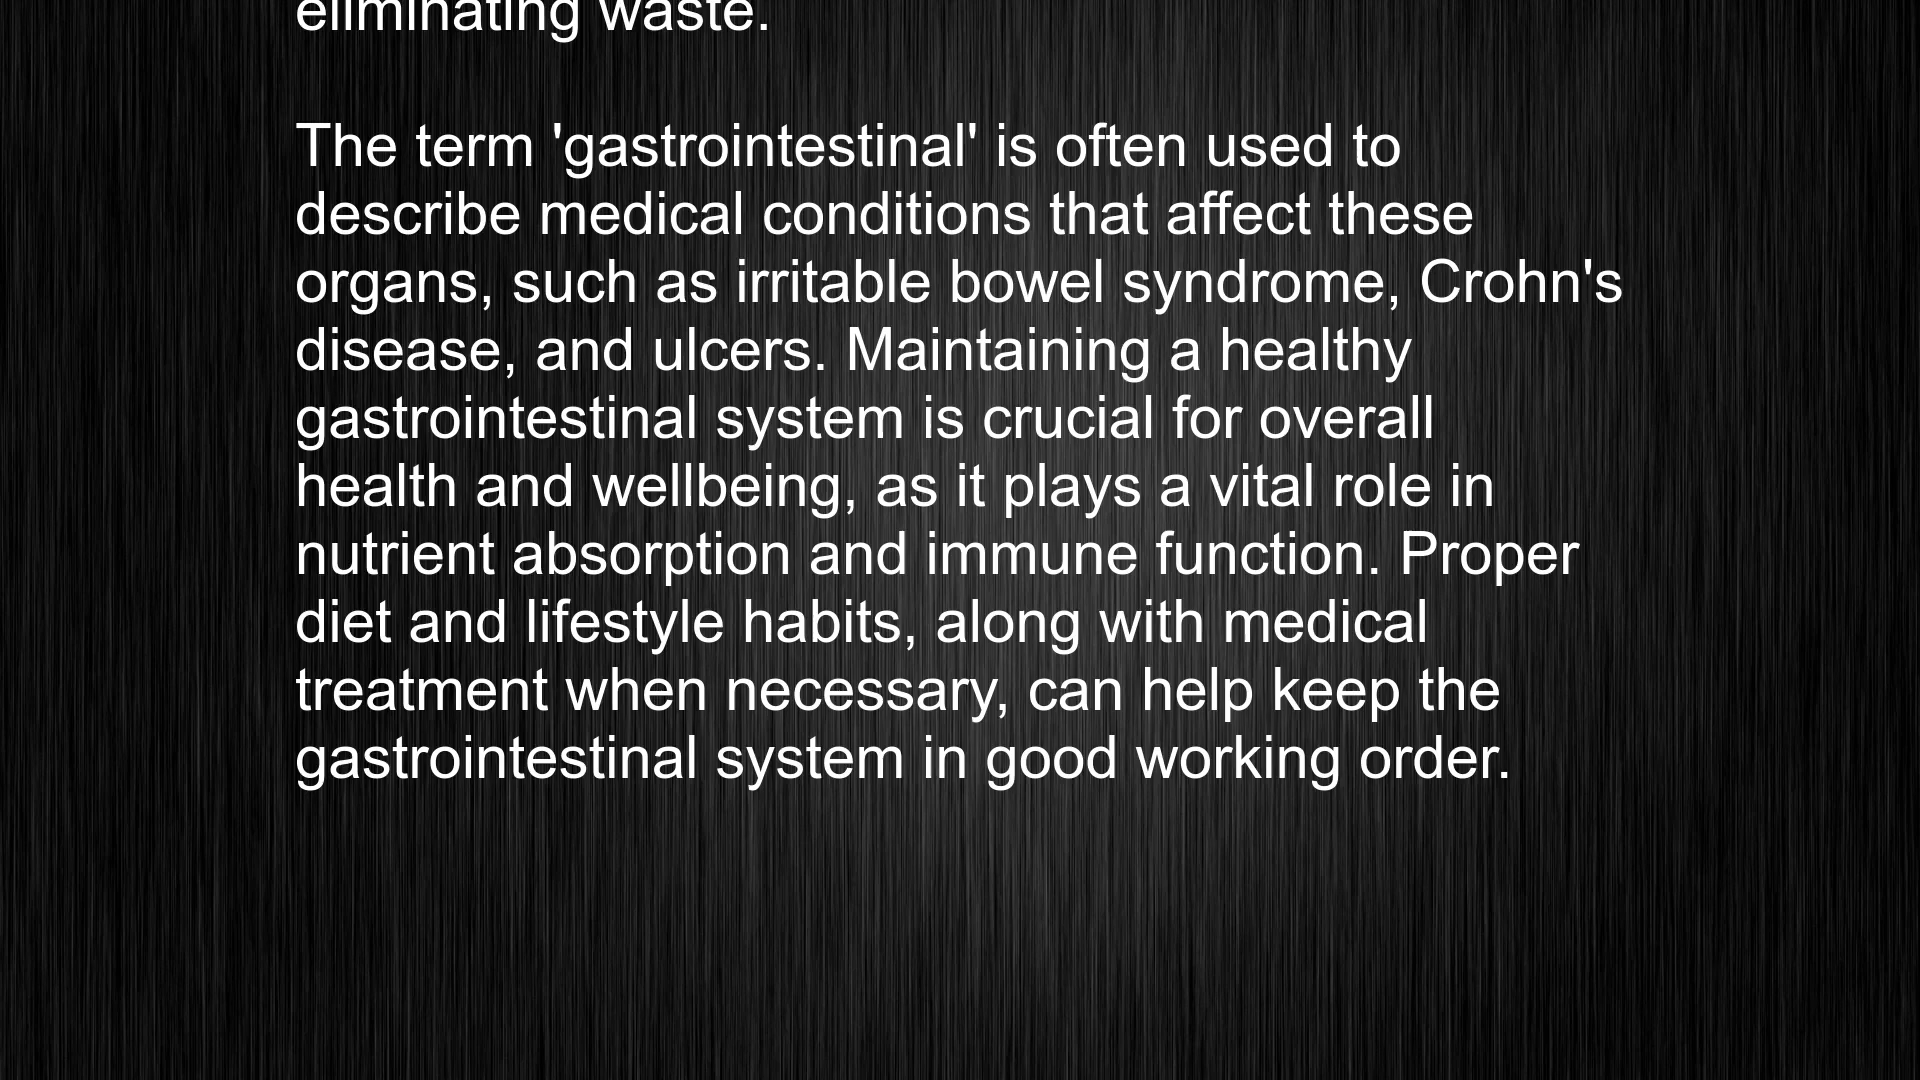 eliminating waste.
The term 'gastrointestinal' is often used to
describe medical conditions that affect these
organs, such as irritable bowel syndrome, Crohn's
disease, and ulcers. Maintaining a healthy
gastrointestinal system is crucial for overall
health and wellbeing, as it plays a vital role in
nutrient absorption and immune function. Proper
diet and lifestyle habits, along with medical
treatment when necessary, can help keep the
gastrointestinal system in good working order.